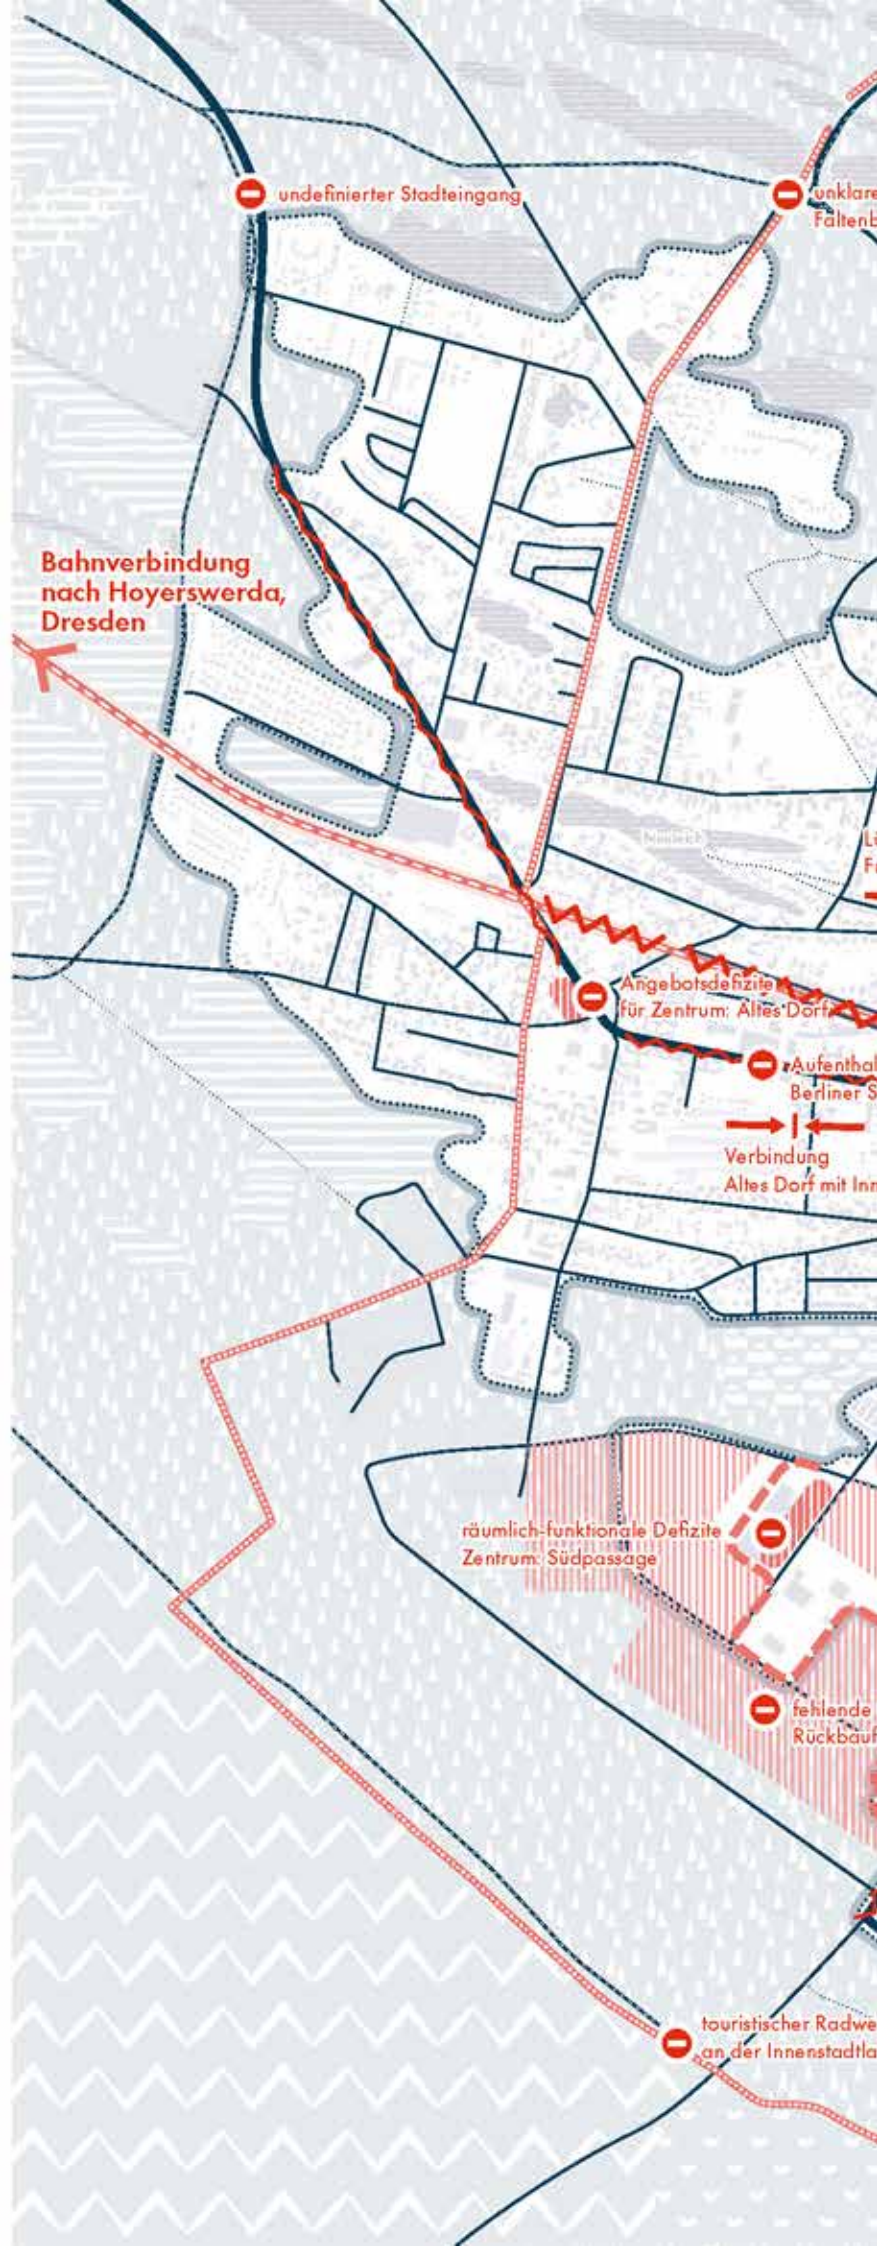 undefinierter Stadteingang
unklare
Faltenb
Bahnverbindung
nach Hoyerswerda,
Dresden
Angebotsdefizite
für Zentrum: Altes Dorf
Aufenthal
Berliner S
Verbindung
Altes Dorf mit Inn
räumlich-funktionale Defizite
Zentrum: Südpassage
fehlende
Rückbauf
touristischer Radwe
an der Innenstadtla